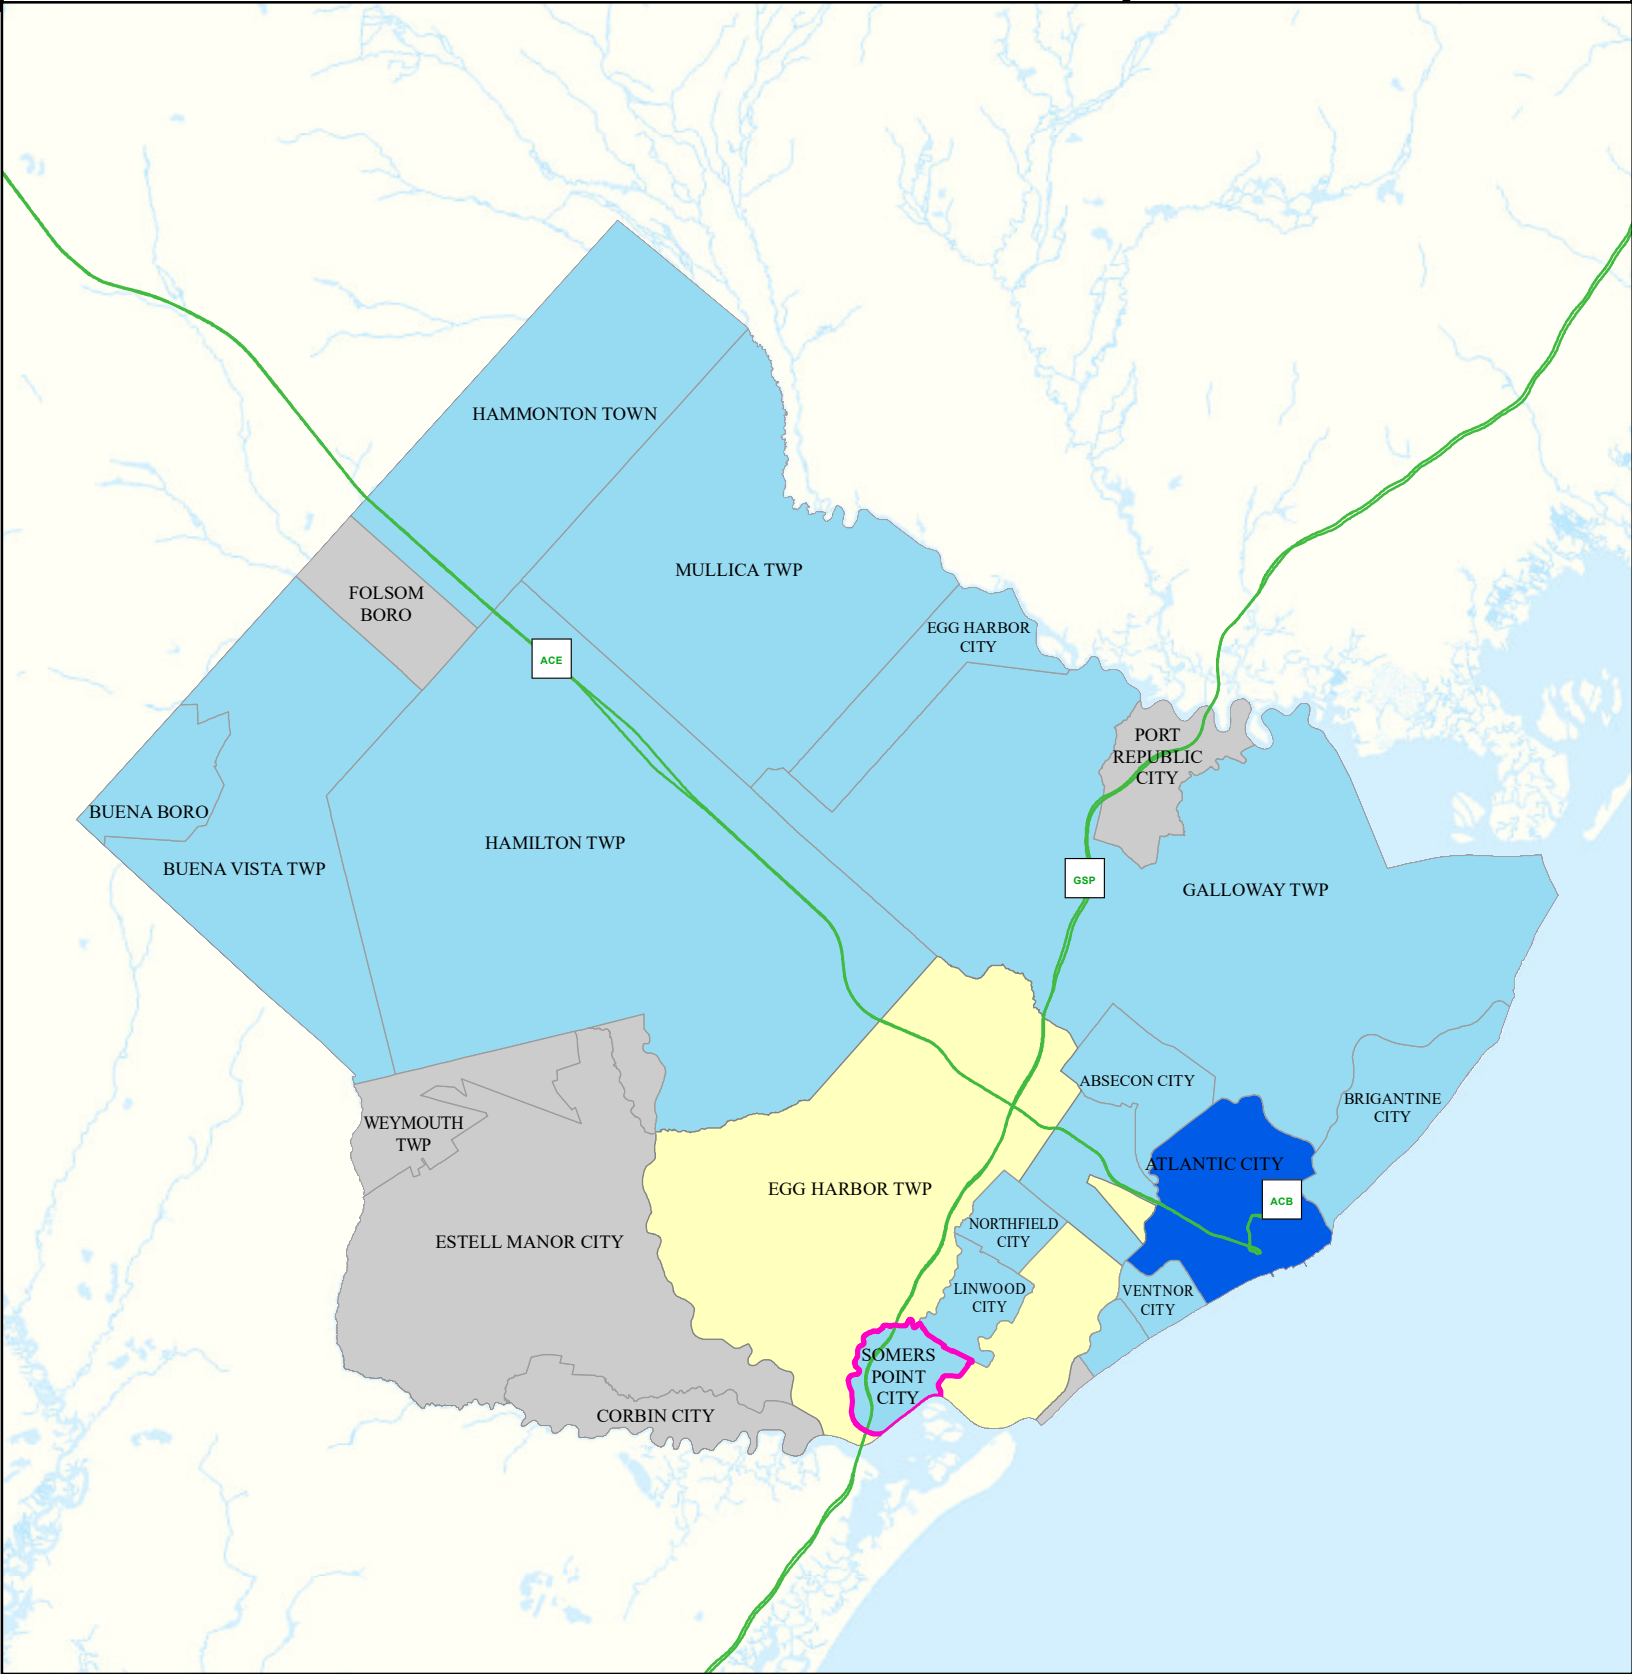 HAMMONTON TOWN
MULLICA TWP
FOLSOM
BORO
EGG HARBOR
CITY
ACE
PORT
REPUBLIC
CITY
BUENA BORO
HAMILTON TWP
BUENA VISTA TWP
GSP
GALLOWAY TWP
ABSECON CITY
BRIGANTINE
CITY
WEYMOUTH
TWP
ATLANTIC CITY
EGG HARBOR TWP
ACB
NORTHFIELD
CITY
ESTELL MANOR CITY
LINWOOD
CITY
VENTNOR
CITY
SOMERS
POINT
CITY
CORBIN CITY